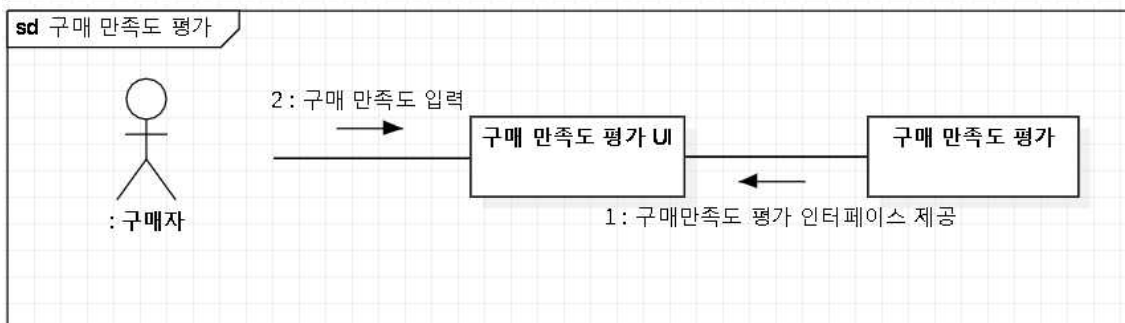 sd 구매 만족도 평가
2 : 구매 만족도 입력
구매 만족도 평가 UI
구매 만족도 평가
1 : 구매만족도 평가 인터페이스 제공
: 구매자